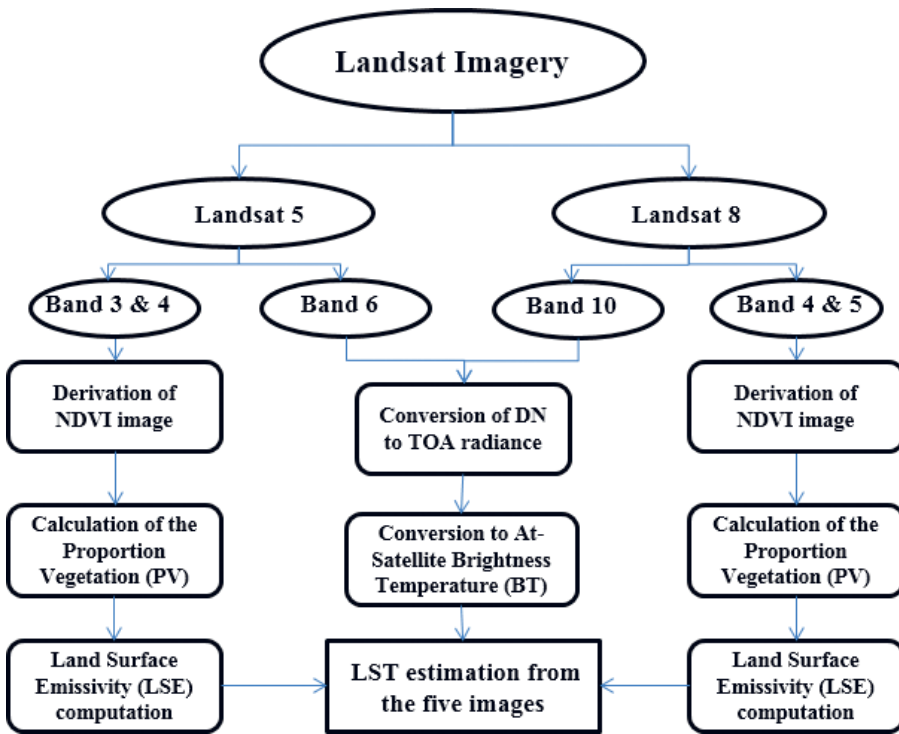 Landsat Imagery
Landsat 5
Landsat 8
Band 3 & 4
Band 6
Band 10
Band 4 & 5
Derivation of
NDVI image
Conversion of DN
to TOA radiance
Derivation of
NDVI image
Calculation of the
Proportion
Vegetation (PV)
Conversion to At-
Satellite Brightness
Temperature (BT)
Calculation of the
Proportion
Vegetation (PV)
Land Surface
Emissivity (LSE)
computation
LST estimation from
the five images
Land Surface
Emissivity (LSE)
computation